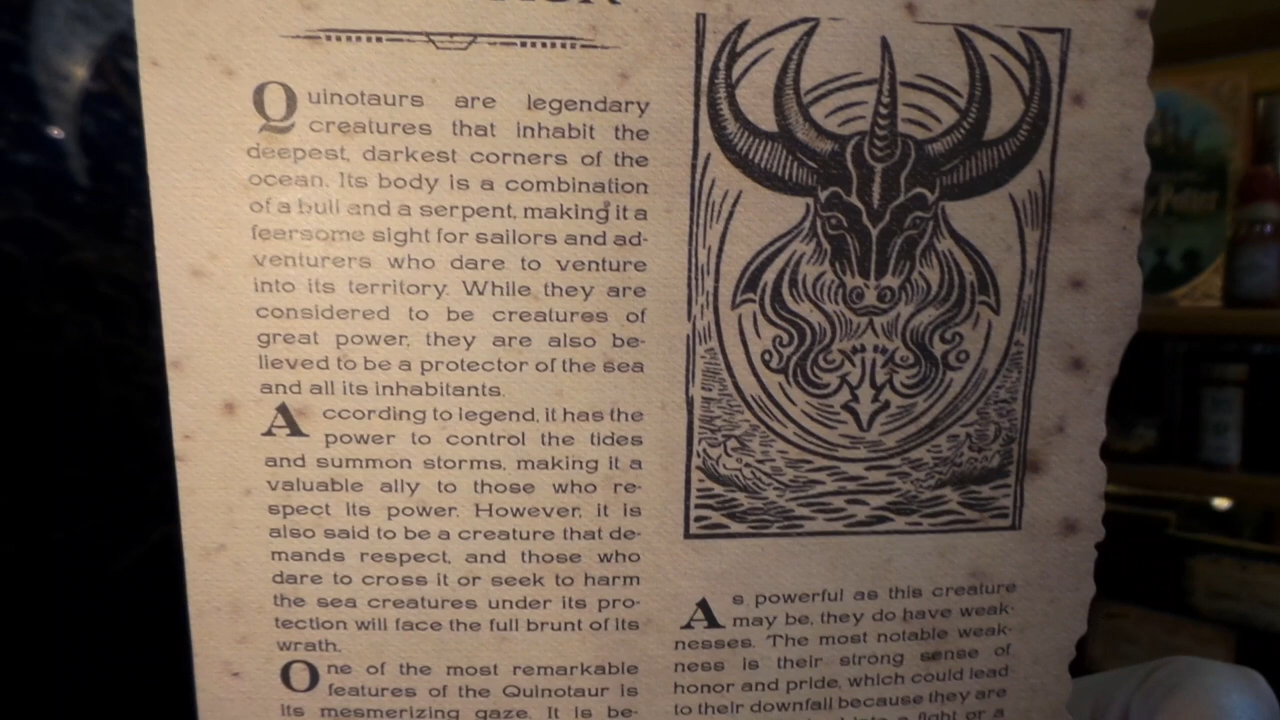 Quinotaurs are legendary
creatures that inhabit the
deepest, darkest corners of the
ocean. Its body is a combination
of a bull and a serpent, making it a
fearsome sight for sailors and ad-
venturers who dare to venture
into its territory. While they are
considered to be creatures of
great power, they are also be-
lieved to be a protector of the sea
and all its inhabitants.
According to legend, it has the
power to control the tides
and summon storms, making it a
valuable ally to those who re-
spect its power. However, it is
also said to be a creature that de-
mands respect, and those who
dare to cross it or seek to harm
the sea creatures under its pro-
tection will face the full brunt of its
wrath.
One of the most remarkable
features of the Quinotaur is
its mesmerizing gaze. It is be-
As powerful as this creature
may be, they do have weak-
nesses. The most notable weak-
ness is their strong sense of
honor and pride, which could lead
to their downfall because they are
fight or a
Potter